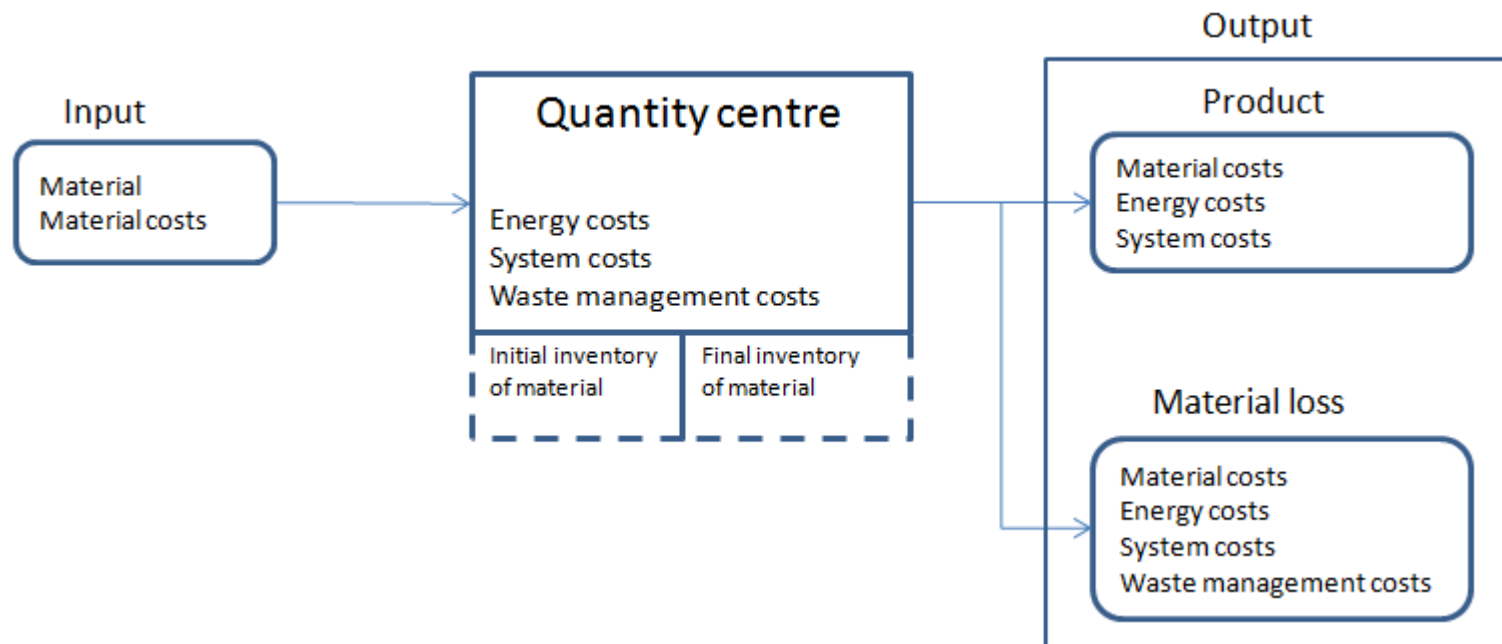 Input
Material
Material costs
Quantity centre
Energy costs
System costs
Waste management costs
Initial inventory
of material
Final inventory
of material
Output
Product
Material costs
Energy costs
System costs
Material loss
Material costs
Energy costs
System costs
Waste management costs